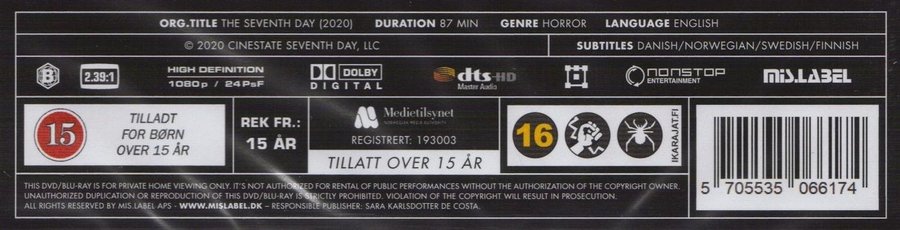 ORG.TITLE THE SEVENTH DAY (2020) DURATION 87 MIN GENRE HORROR LANGUAGE ENGLISH
© 2020 CINESTATE SEVENTH DAY, LLC
SUBTITLES DANISH/NORWEGIAN/SWEDISH/FINNISH
B
2.39:1
HIGH DEFINITION
1080p / 24PsF
DOLBY
DIGITAL
dts-HD
Master Audio
NONSTOP
ENTERTAINMENT
MIS.LABEL
15
TILLADT
FOR BØRN
OVER 15 ÅR
REK FR.:
15 ÅR
Medietilsynet
NORWEGIAN MEDIA AUTHORITY
REGISTRERT: 193003
TILLATT OVER 15 ÅR
16
IKARAJAT.FI
5 705535 066174
THIS DVD/BLU-RAY IS FOR PRIVATE HOME VIEWING ONLY. IT'S NOT AUTHORIZED FOR RENTAL OF PUBLIC PERFORMANCES WITHOUT THE AUTHORIZATION OF THE COPYRIGHT OWNER.
UNAUTHORIZED DUPLICATION OR REPRODUCTION OF THIS DVD/BLU-RAY IS STRICTLY PROHIBITED. VIOLATION OF THE COPYRIGHT WILL RESULT IN PROSECUTION.
ALL RIGHTS RESERVED BY MIS.LABEL APS - WWW.MISLABEL.DK – RESPONSIBLE PUBLISHER: SARA KARLSDOTTER DE COSTA.